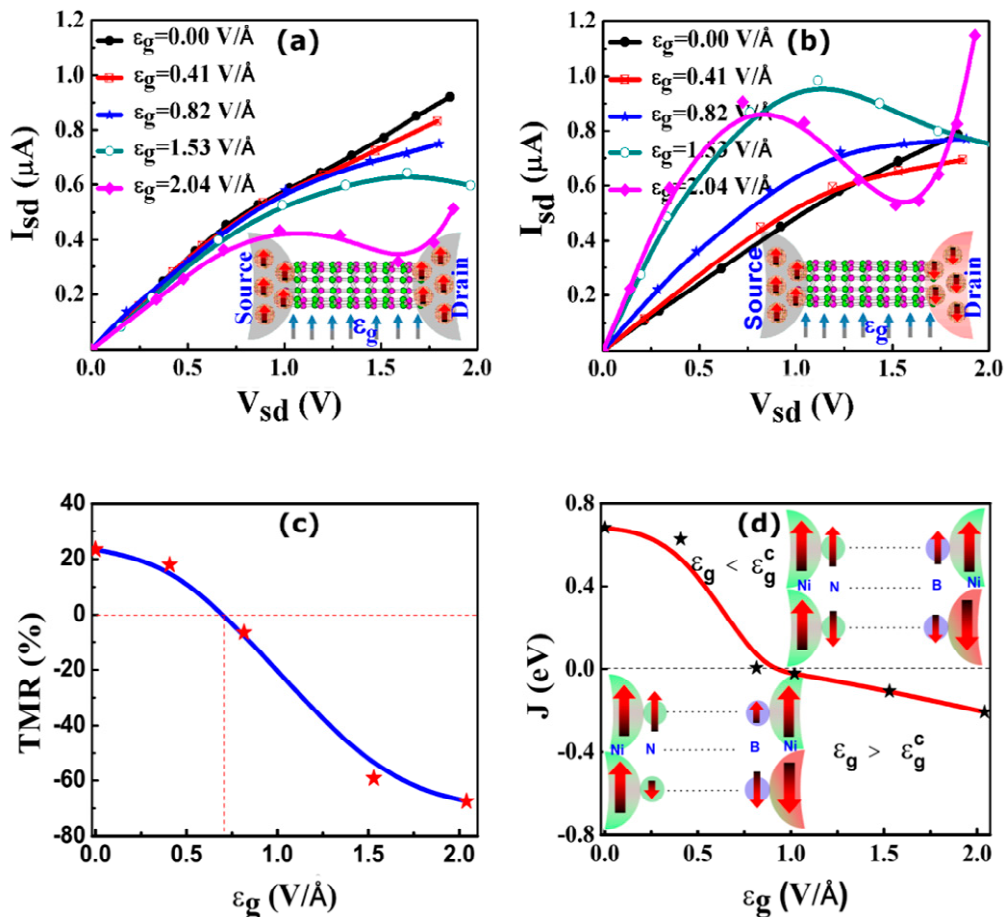 (a)
εg=0.00 V/Å
εg=0.41 V/Å
εg=0.82 V/Å
εg=1.53 V/Å
εg=2.04 V/Å
1.2
1.0
0.8
0.6
0.4
0.2
Isd (μA)
Source
Drain
εg
0.0 0.5 1.0 1.5 2.0
Vsd (V)
(b)
εg=0.00 V/Å
εg=0.41 V/Å
εg=0.82 V/Å
εg=1.53 V/Å
εg=2.04 V/Å
1.2
1.0
0.8
0.6
0.4
0.2
Isd (μA)
Source
Drain
εg
0.0 0.5 1.0 1.5 2.0
Vsd (V)
(c)
40
20
0
-20
-40
-60
-80
TMR (%)
0.0 0.5 1.0 1.5 2.0
εg (V/Å)
(d)
0.8
0.4
0.0
-0.4
-0.8
J (eV)
εg < εgc
Ni N B Ni
Ni N B Ni
εg > εgc
0.0 0.5 1.0 1.5 2.0
εg (V/Å)